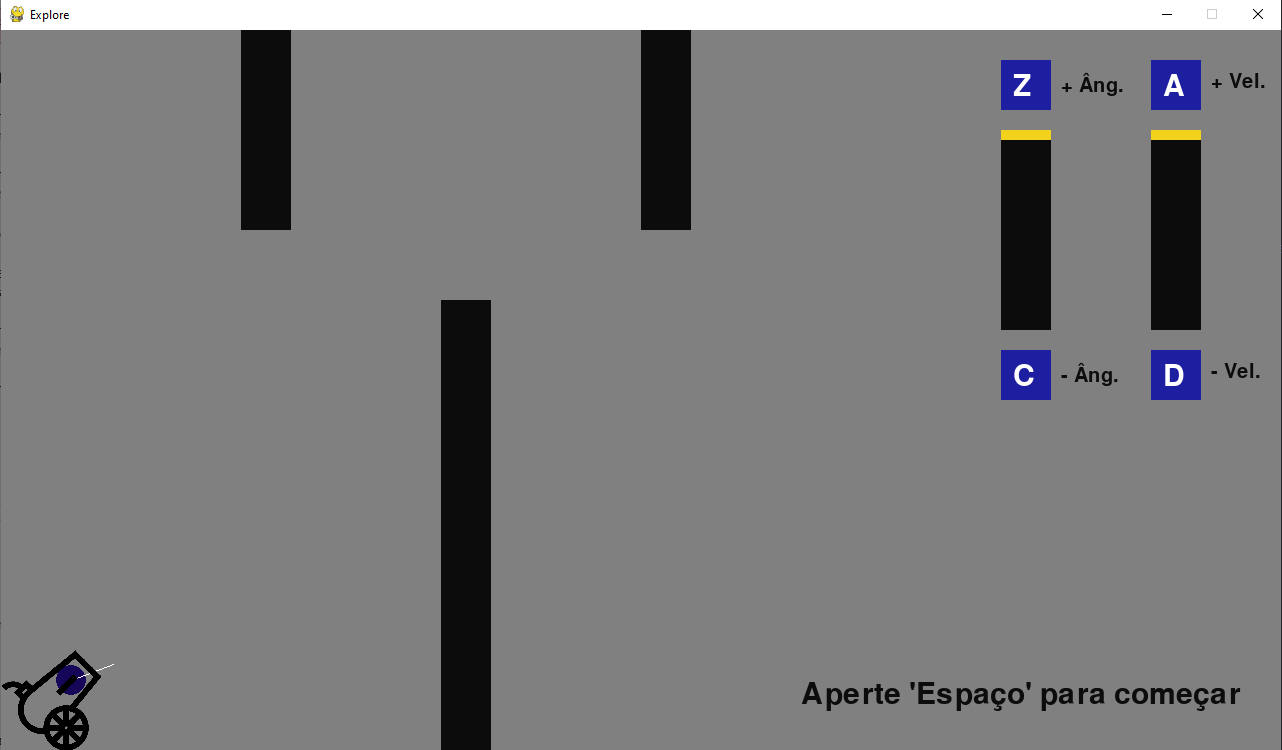 Explore
Z + Âng. A + Vel.
C - Âng. D - Vel.
Aperte 'Espaço' para começar